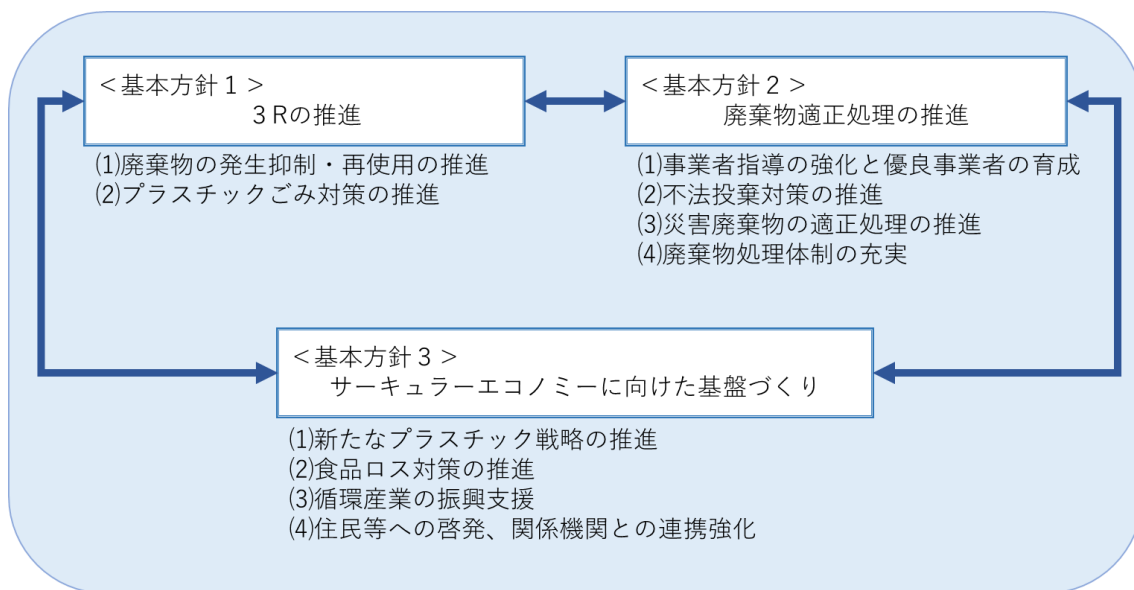 ＜基本方針１＞
３Rの推進
⑴廃棄物の発生抑制・再使用の推進
⑵プラスチックごみ対策の推進
＜基本方針２＞
廃棄物適正処理の推進
⑴事業者指導の強化と優良事業者の育成
⑵不法投棄対策の推進
⑶災害廃棄物の適正処理の推進
⑷廃棄物処理体制の充実
＜基本方針３＞
サーキュラーエコノミーに向けた基盤づくり
⑴新たなプラスチック戦略の推進
⑵食品ロス対策の推進
⑶循環産業の振興支援
⑷住民等への啓発、関係機関との連携強化